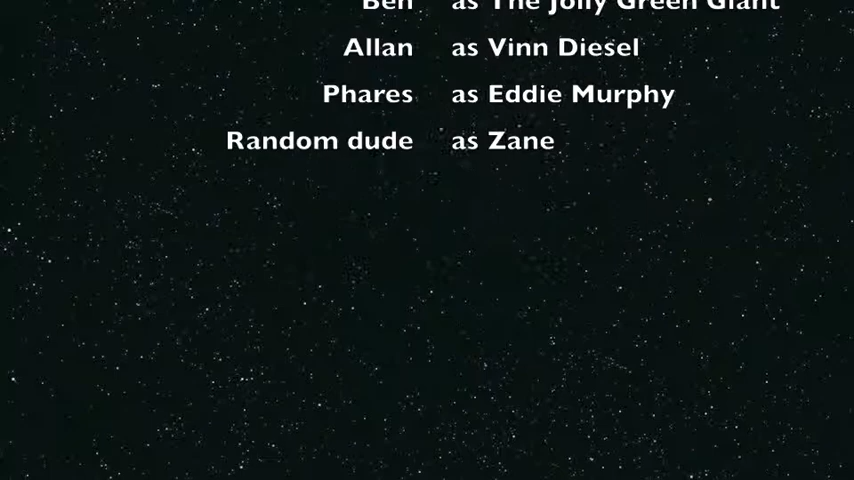 Ben as The Jolly Green Giant
Allan as Vinn Diesel
Phares as Eddie Murphy
Random dude as Zane